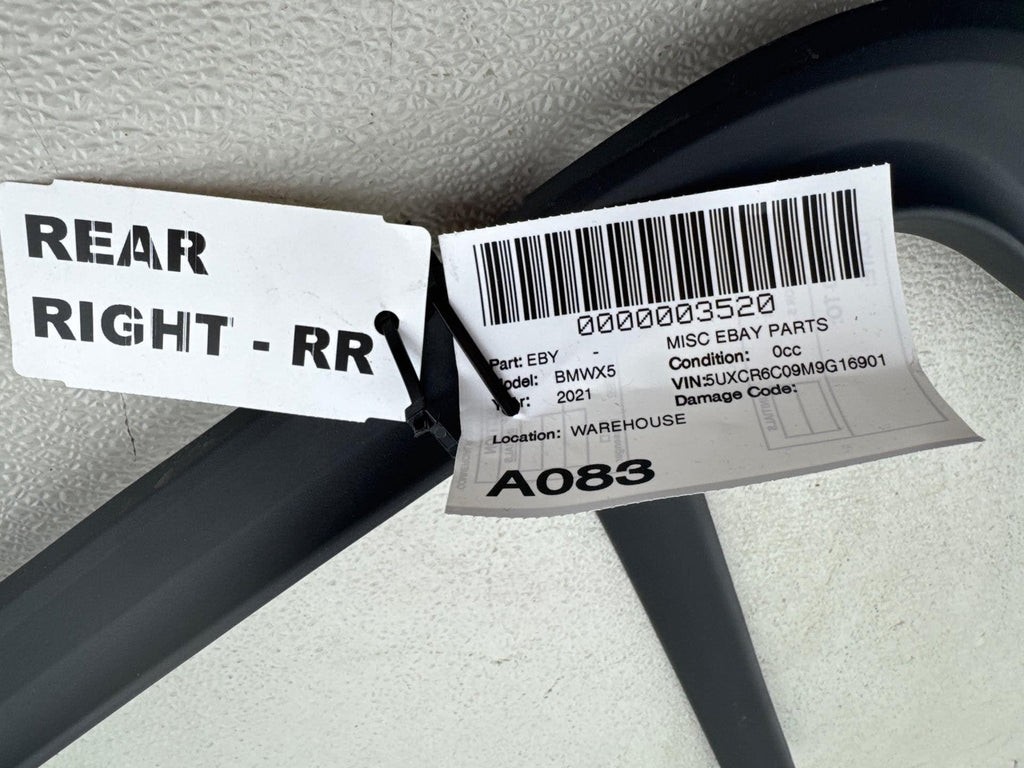 REAR
RIGHT - RR
0000003520
MISC EBAY PARTS
Part: EBY -
Condition: 0cc
Model: BMWX5
VIN:5UXCR6C09M9G16901
Year: 2021
Damage Code:
Location: WAREHOUSE
A083